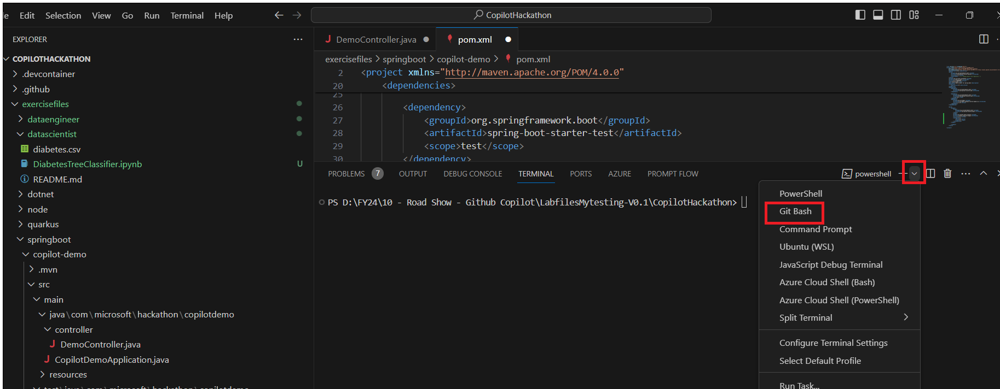 Edit Selection View Go Run Terminal Help
CopilotHackathon
EXPLORER
COPILOTHACKATHON
.devcontainer
.github
exercisefiles
dataengineer
datascientist
diabetes.csv
DiabetesTreeClassifier.ipynb U
README.md
dotnet
node
quarkus
springboot
copilot-demo
.mvn
src
main
java\com\microsoft\hackathon\copilotdemo
controller
DemoController.java
CopilotDemoApplication.java
resources
test\java\com\microsoft\hackathon\copilotdemo
DemoController.java
pom.xml
exercisefiles > springboot > copilot-demo > pom.xml
2 <project xmlns="http://maven.apache.org/POM/4.0.0"
20 <dependencies>
25
26 <dependency>
27 <groupId>org.springframework.boot</groupId>
28 <artifactId>spring-boot-starter-test</artifactId>
29 <scope>test</scope>
30 </dependency>
PROBLEMS 7 OUTPUT DEBUG CONSOLE TERMINAL PORTS AZURE PROMPT FLOW
powershell
PS D:\FY24\10 - Road Show - Github Copilot\LabfilesMytesting-V0.1\CopilotHackathon>
PowerShell
Git Bash
Command Prompt
Ubuntu (WSL)
JavaScript Debug Terminal
Azure Cloud Shell (Bash)
Azure Cloud Shell (PowerShell)
Split Terminal
Configure Terminal Settings
Select Default Profile
Run Task...